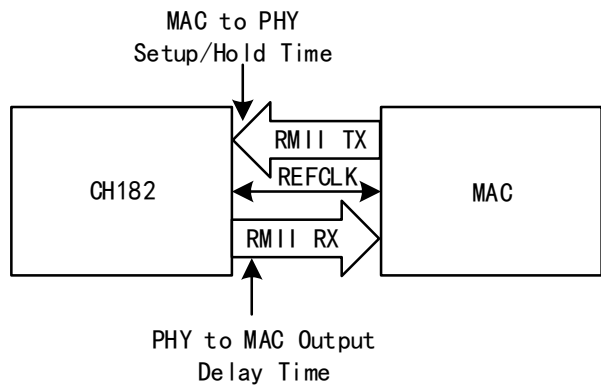 MAC to PHY
Setup/Hold Time
RMII TX
CH182
REFCLK
MAC
RMII RX
PHY to MAC Output
Delay Time